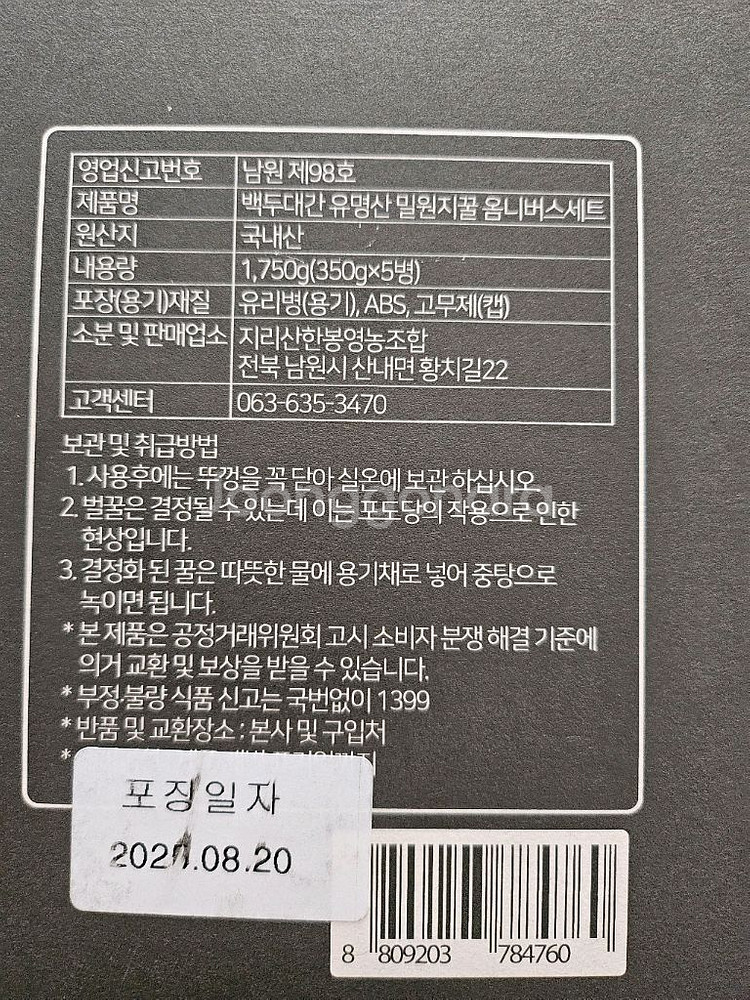 영업신고번호 남원 제98호
제품명 백두대간 유명산 밀원지꿀 옴니버스세트
원산지 국내산
내용량 1,750g(350g×5병)
포장(용기)재질 유리병(용기), ABS, 고무제(캡)
소분 및 판매업소 지리산한봉영농조합
전북 남원시 산내면 황치길22
고객센터 063-635-3470
보관 및 취급방법
1. 사용후에는 뚜껑을 꼭 닫아 실온에 보관 하십시오
2. 벌꿀은 결정될 수 있는데 이는 포도당의 작용으로 인한
현상입니다.
3. 결정화 된 꿀은 따뜻한 물에 용기채로 넣어 중탕으로
녹이면 됩니다.
* 본 제품은 공정거래위원회 고시 소비자 분쟁 해결 기준에
의거 교환 및 보상을 받을 수 있습니다.
* 부정·불량 식품 신고는 국번없이 1399
* 반품 및 교환장소 : 본사 및 구입처
*
포장일자
8 809203 784760